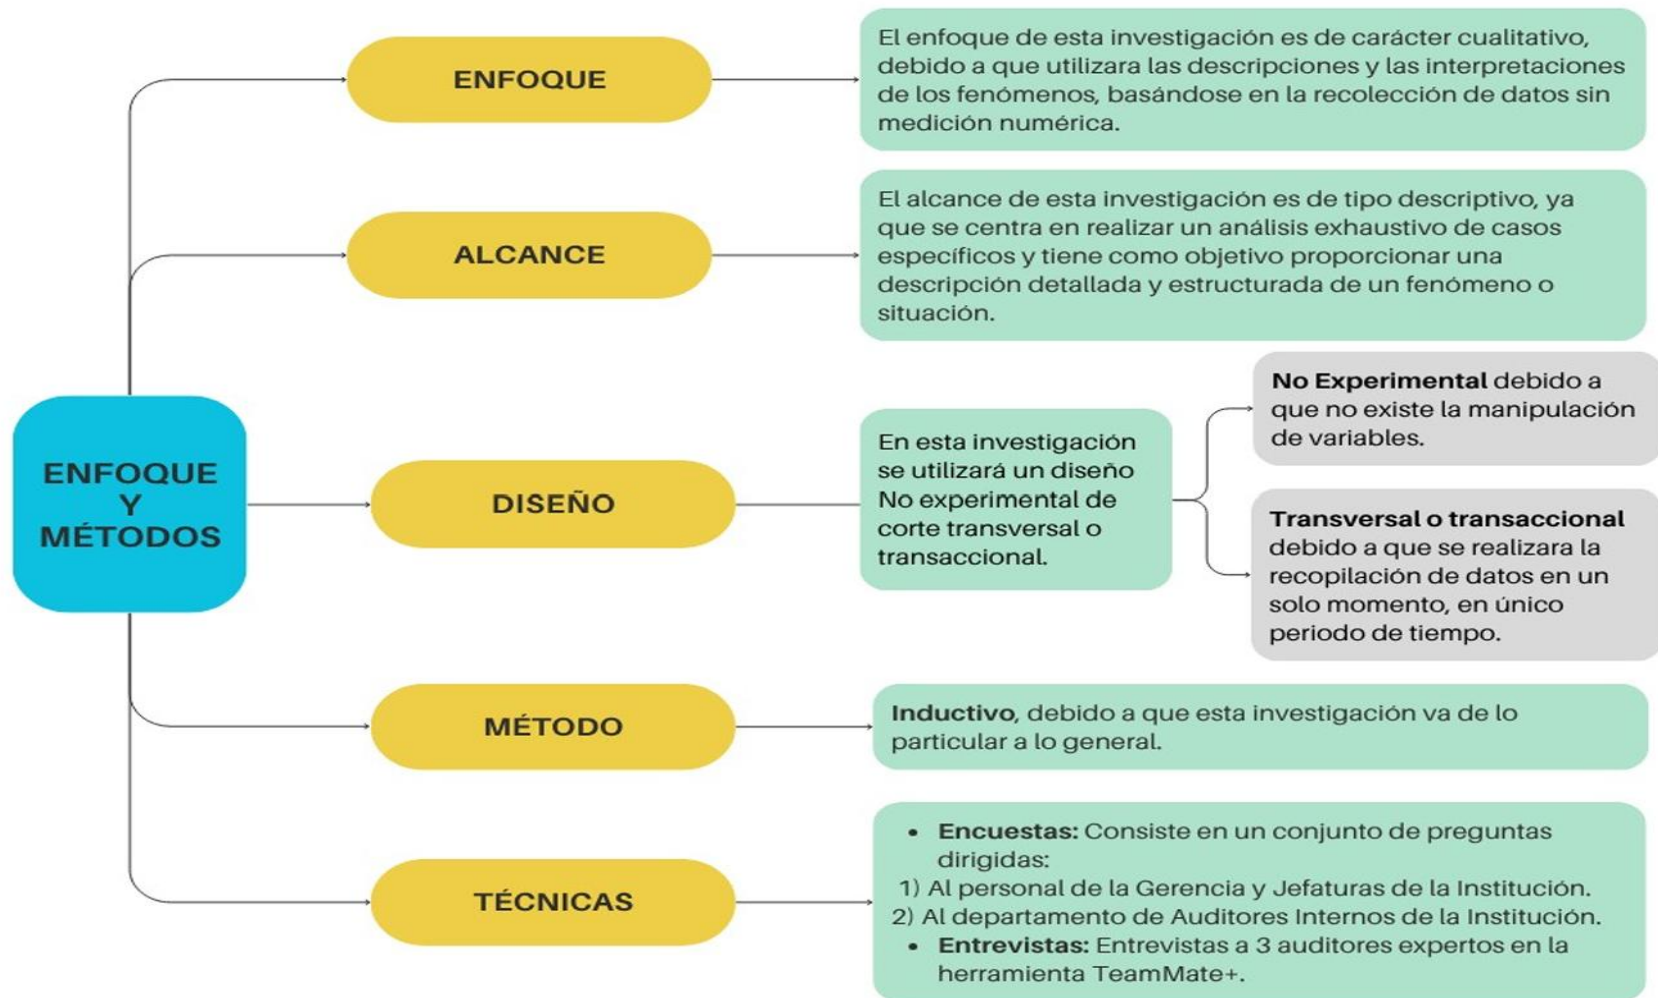 ENFOQUE
Y
MÉTODOS
ENFOQUE
El enfoque de esta investigación es de carácter cualitativo,
debido a que utilizara las descripciones y las interpretaciones
de los fenómenos, basándose en la recolección de datos sin
medición numérica.
ALCANCE
El alcance de esta investigación es de tipo descriptivo, ya
que se centra en realizar un análisis exhaustivo de casos
específicos y tiene como objetivo proporcionar una
descripción detallada y estructurada de un fenómeno o
situación.
DISEÑO
En esta investigación
se utilizará un diseño
No experimental de
corte transversal o
transaccional.
No Experimental debido a
que no existe la manipulación
de variables.
Transversal o transaccional
debido a que se realizara la
recopilación de datos en un
solo momento, en único
periodo de tiempo.
MÉTODO
Inductivo, debido a que esta investigación va de lo
particular a lo general.
TÉCNICAS
• Encuestas: Consiste en un conjunto de preguntas
dirigidas:
1) Al personal de la Gerencia y Jefaturas de la Institución.
2) Al departamento de Auditores Internos de la Institución.
• Entrevistas: Entrevistas a 3 auditores expertos en la
herramienta TeamMate+.